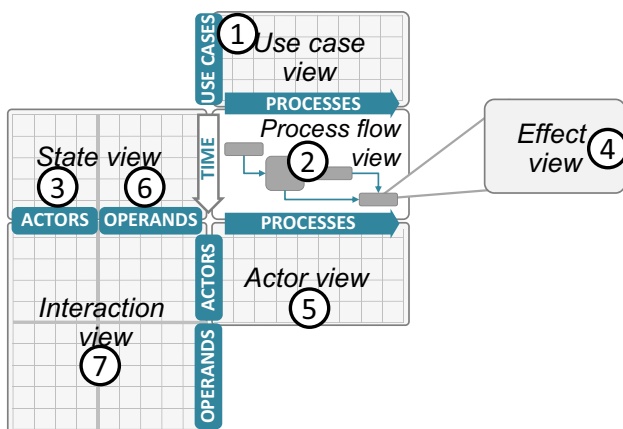 USE CASES
1
Use case
view
PROCESSES
State view
3
6
TIME
Process flow
2
view
Effect
view
4
ACTORS
OPERANDS
PROCESSES
Interaction
view
7
ACTORS
OPERANDS
Actor view
5